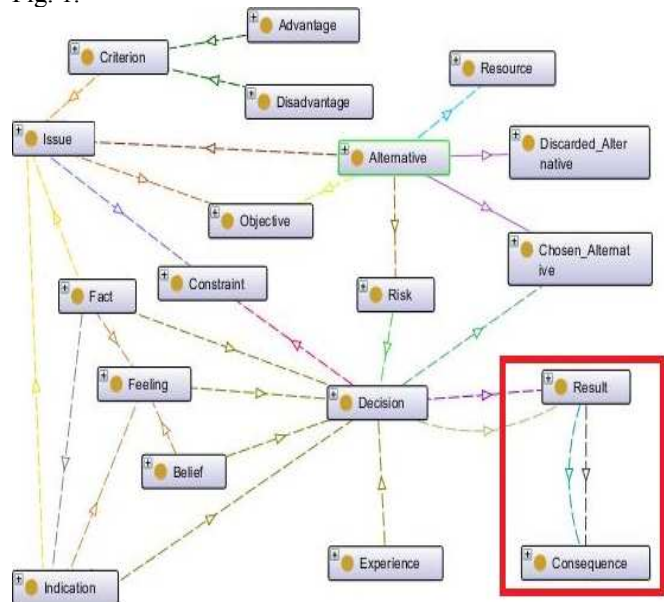 Fig. 1.
Advantage
Criterion
Resource
Disadvantage
Issue
Alternative
Discarded_Alter
native
Objective
Chosen_Alternat
ive
Constraint
Fact
Risk
Feeling
Result
Decision
Belief
Experience
Consequence
Indication